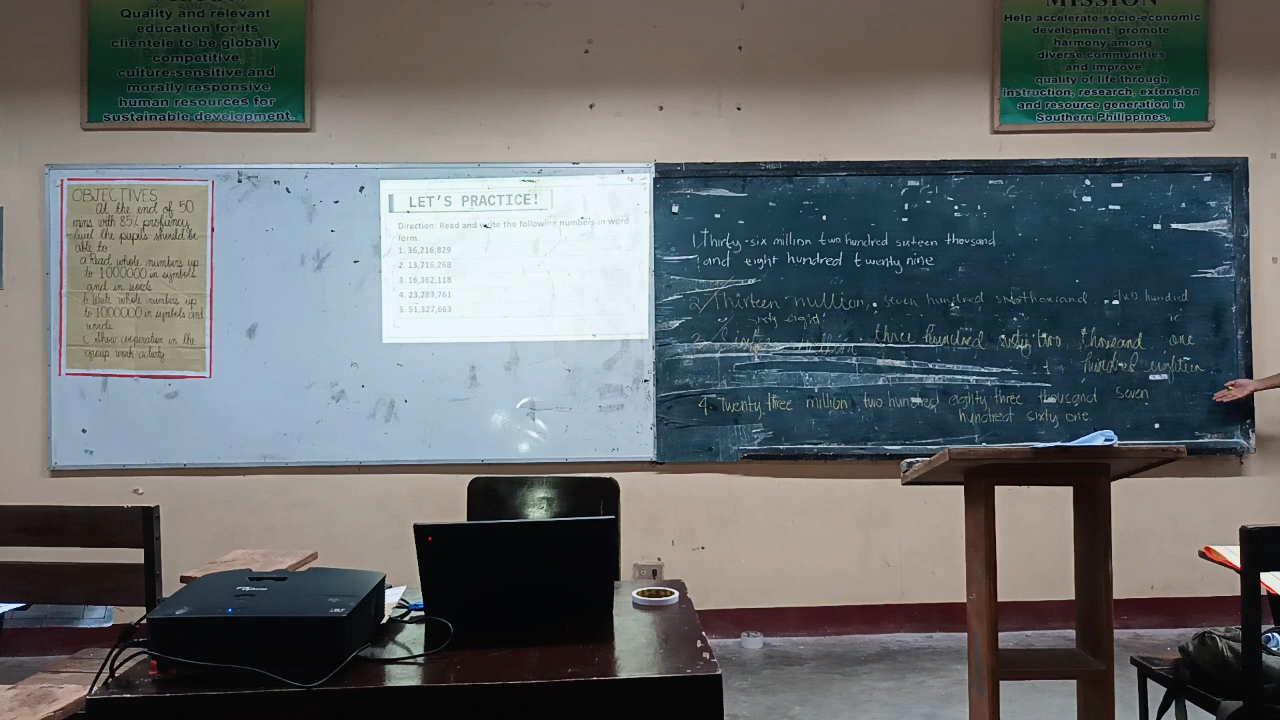 Quality and relevant
education for its
clientele to be globally
competitive,
culture-sensitive and
morally responsive
human resources for
sustainable development.
MISSION
Help accelerate socio-economic
development, promote
harmony among
diverse communities
and improve
quality of life through
instruction, research, extension
and resource generation in
Southern Philippines.
OBJECTIVES
At the end of 50
mins with 85% proficiency
level the pupils should be
able to
a. Read whole numbers up
to 1000000 in symbols
and in words
b. Write whole numbers up
to 1000000 in symbols and
words
c. Show cooperation in the
group work activity
LET'S PRACTICE!
Direction: Read and write the following numbers in word
form.
1. 36,216,829
2. 13,716,268
3. 16,362,118
4. 23,283,761
5. 51,327,663
1. Thirty-six million two hundred sixteen thousand
and eight hundred twenty nine
2. Thirteen million, seven hundred thousand, two hundred
sixty eight
3. million three hundred sixty two, thousand one
hundred eighteen.
4. Twenty three million, two hundred eighty three thousand seven
hundred sixty one.